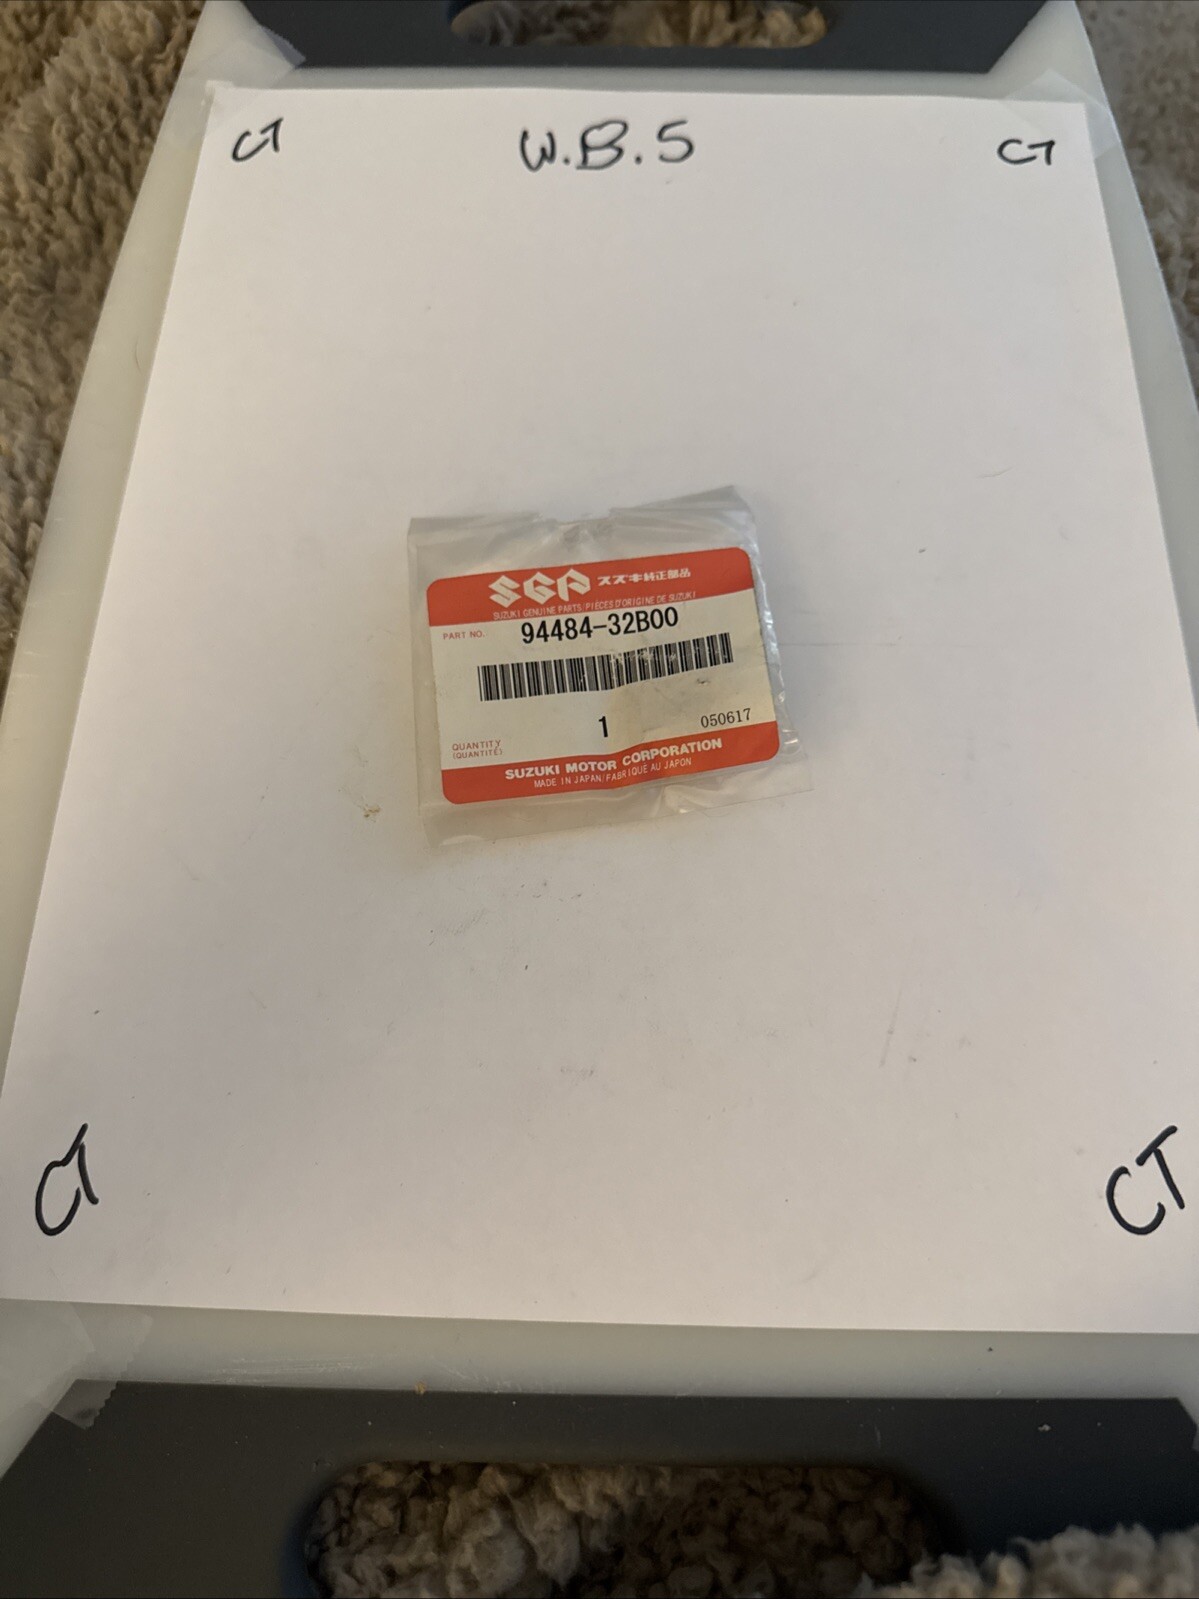 CT W.B.S CT
SGP スズキ純正部品
SUZUKI GENUINE PARTS/PIÈCES D'ORIGINE DE SUZUKI
PART NO. 94484-32B00
1 050617
QUANTITY
(QUANTITÉ)
SUZUKI MOTOR CORPORATION
MADE IN JAPAN/FABRIQUÉ AU JAPON
CT CT